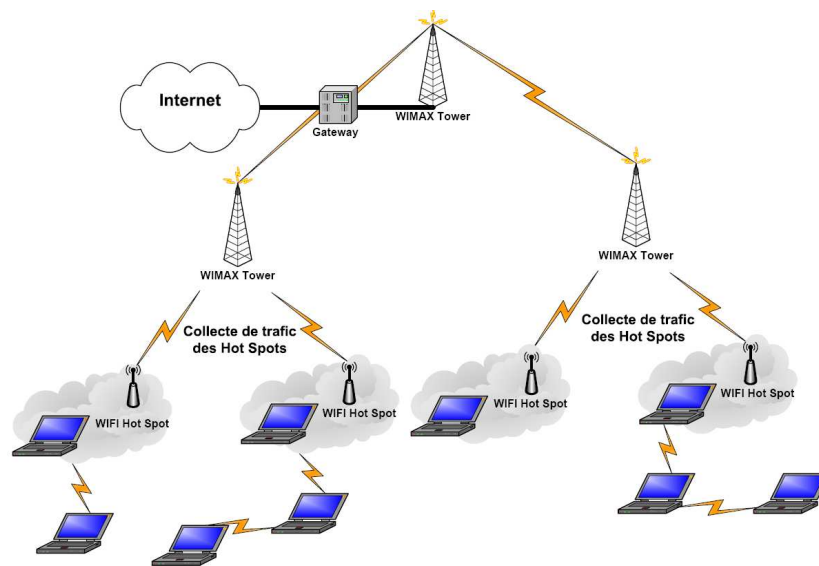 Internet
Gateway
WIMAX Tower
WIMAX Tower
WIMAX Tower
Collecte de trafic
des Hot Spots
Collecte de trafic
des Hot Spots
WIFI Hot Spot
WIFI Hot Spot
WIFI Hot Spot
WIFI Hot Spot